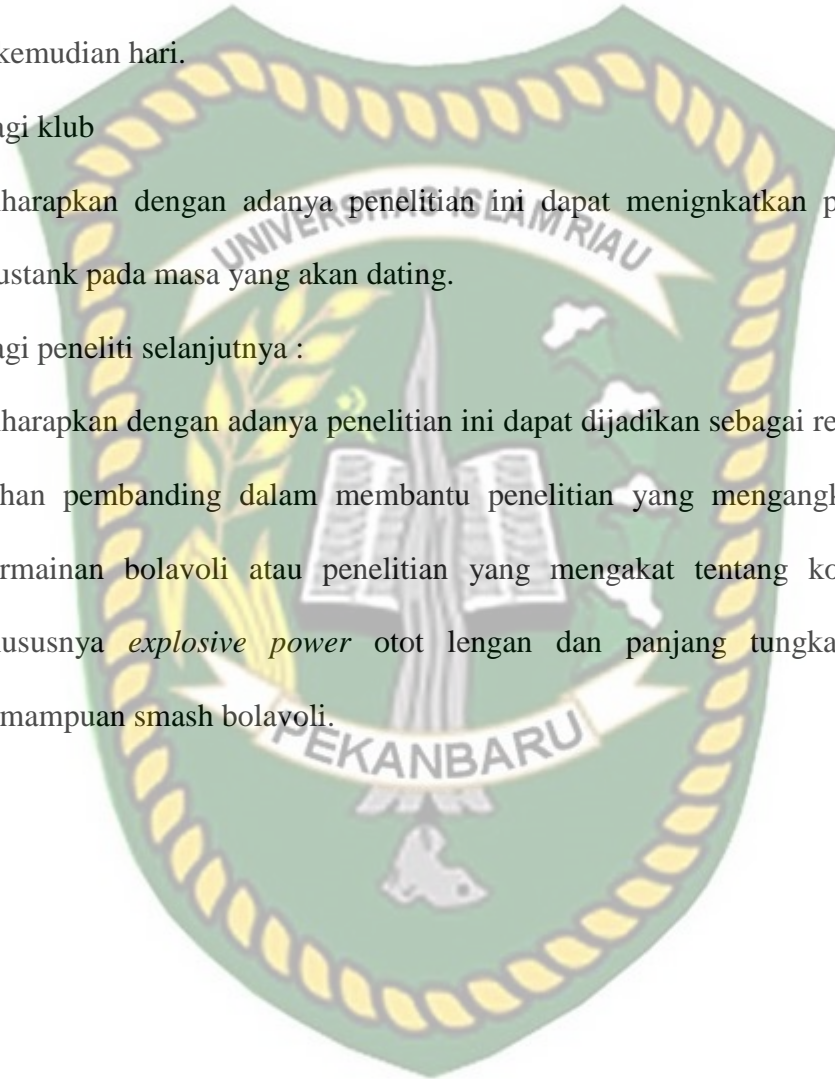 kemudian hari.
agi klub
harapkan dengan adanya penelitian ini dapat menignkatkan p
UNIVERSITAS ISLAM RIAU
ustank pada masa yang akan dating.
agi peneliti selanjutnya :
harapkan dengan adanya penelitian ini dapat dijadikan sebagai re
han pembanding dalam membantu penelitian yang mengangk
rmainan bolavoli atau penelitian yang mengakat tentang ko
ususnya explosive power otot lengan dan panjang tungka
mampuan smash bolavoli.
PEKANBARU